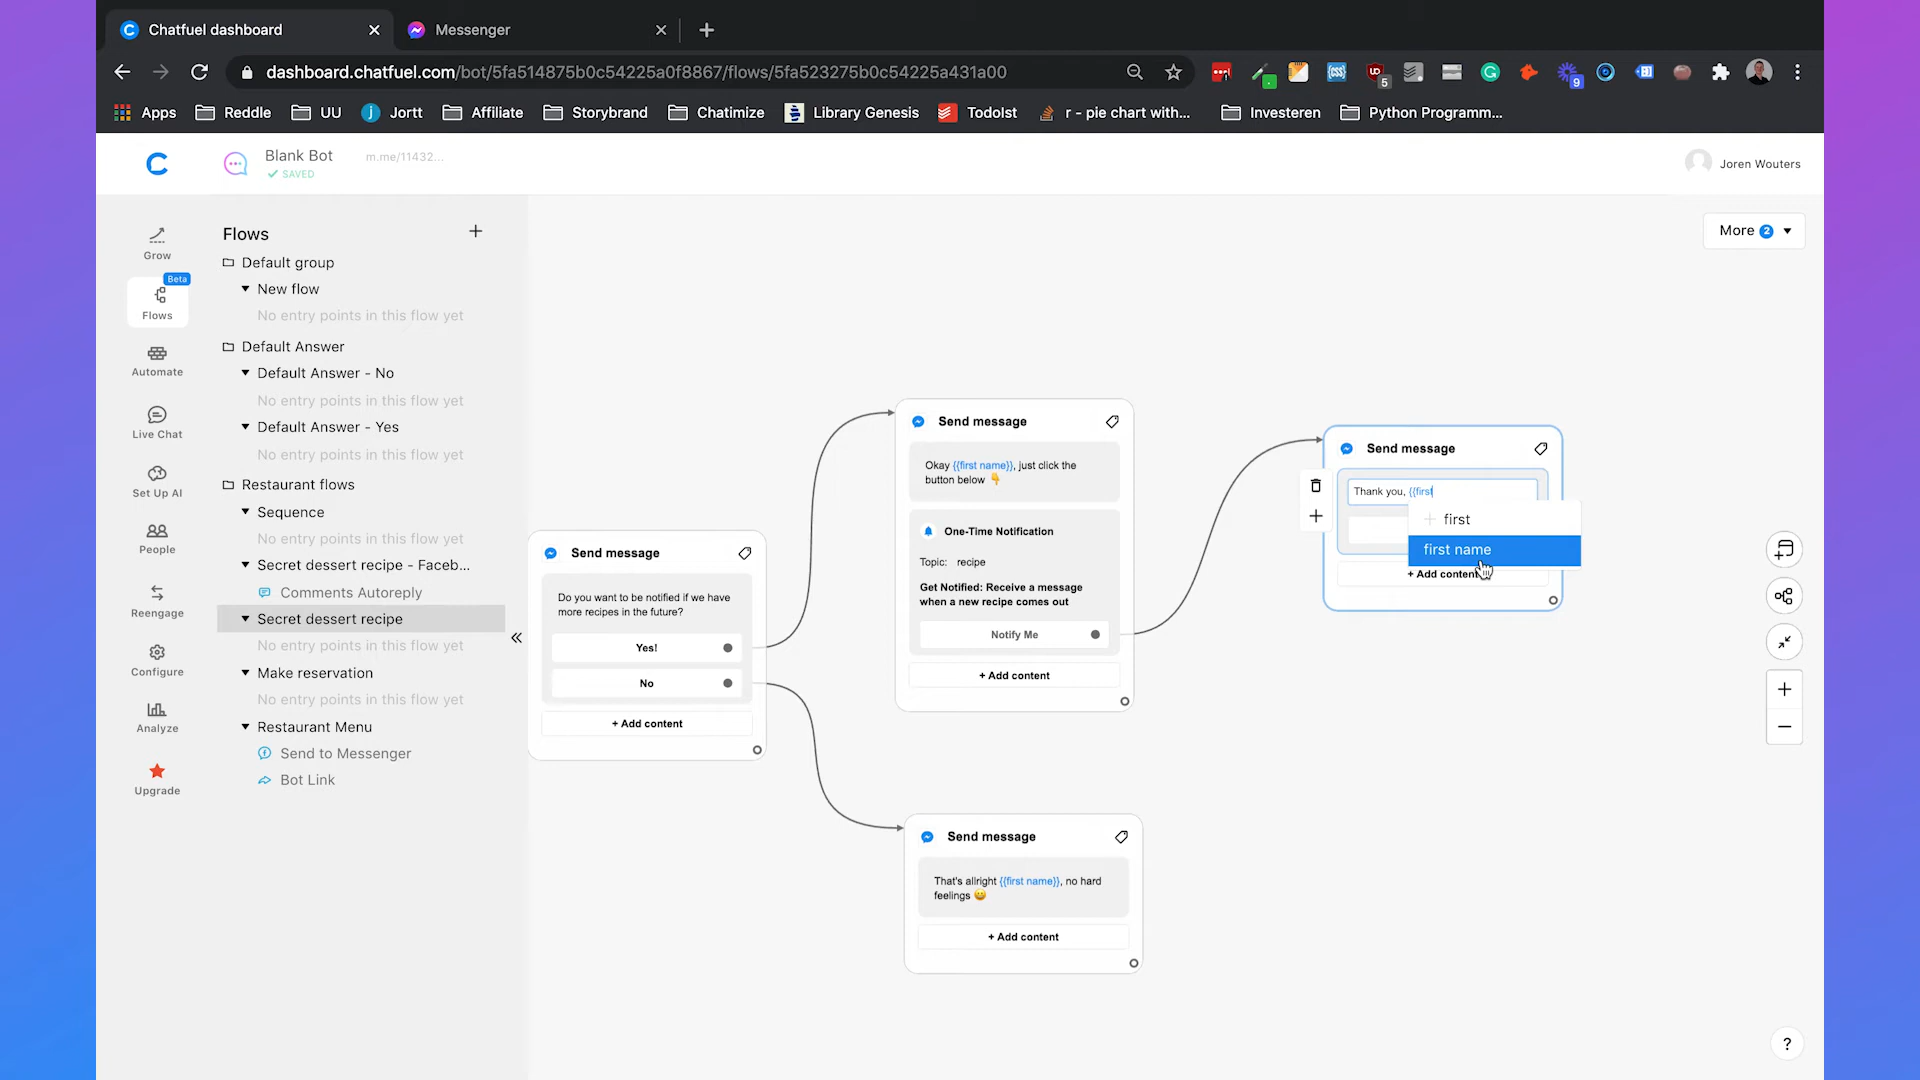 Chatfuel dashboard
Messenger
dashboard.chatfuel.com/bot/5fa514875b0c54225a0f8867/flows/5fa523275b0c54225a431a00
5
9
Apps
Reddle
UU
Jortt
Affiliate
Storybrand
Chatimize
Library Genesis
TodoIst
r - pie chart with...
Investeren
Python Programm...
Blank Bot
m.me/11432...
SAVED
Joren Wouters
Grow
Beta
Flows
Automate
Live Chat
Set Up AI
People
Reengage
Configure
Analyze
Upgrade
Flows
Default group
New flow
No entry points in this flow yet
Default Answer
Default Answer - No
No entry points in this flow yet
Default Answer - Yes
No entry points in this flow yet
Restaurant flows
Sequence
No entry points in this flow yet
Secret dessert recipe - Faceb...
Comments Autoreply
Secret dessert recipe
No entry points in this flow yet
Make reservation
No entry points in this flow yet
Restaurant Menu
Send to Messenger
Bot Link
More 2
Send message
Do you want to be notified if we have
more recipes in the future?
Yes!
No
+ Add content
Send message
Okay {{first name}}, just click the
button below 👇
One-Time Notification
Topic: recipe
Get Notified: Receive a message
when a new recipe comes out
Notify Me
+ Add content
Send message
That's allright {{first name}}, no hard
feelings 😀
+ Add content
Send message
Thank you, {{first
+ first
first name
+ Add content
?